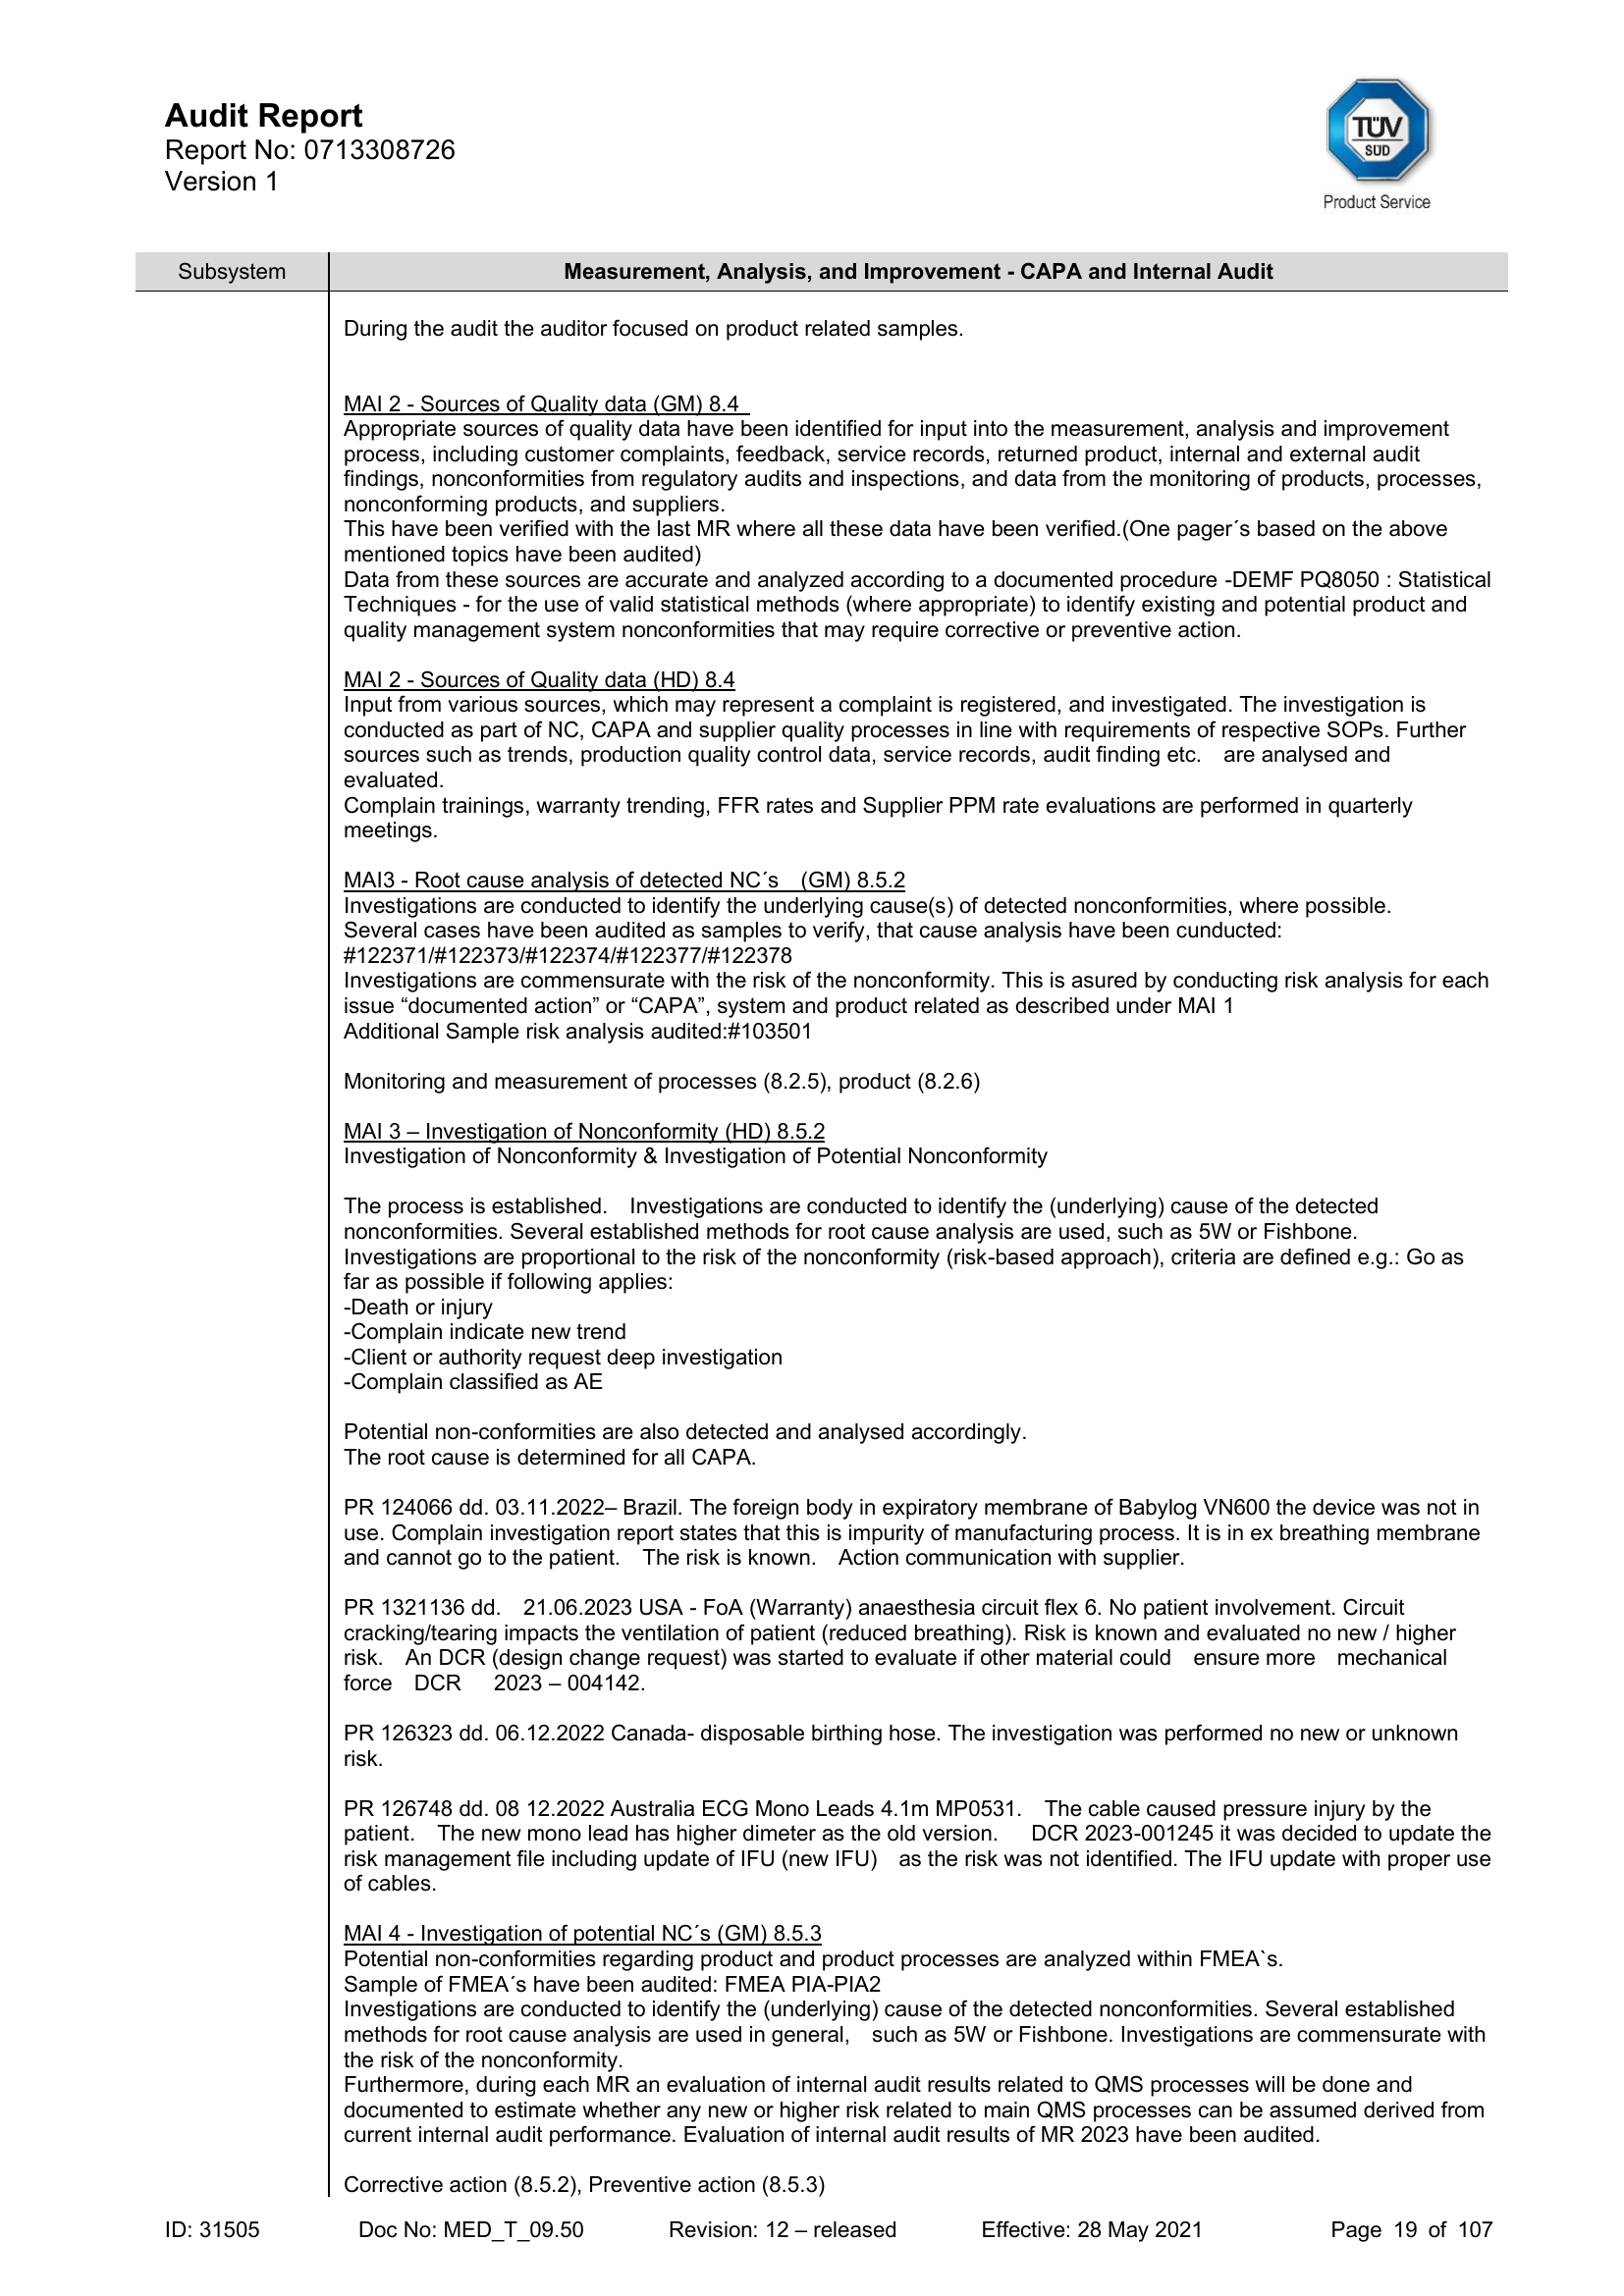 Audit Report
Report No: 0713308726
Version 1
TÜV
SÜD
Product Service
Subsystem
Measurement, Analysis, and Improvement - CAPA and Internal Audit
During the audit the auditor focused on product related samples.
MAI 2 - Sources of Quality data (GM) 8.4
Appropriate sources of quality data have been identified for input into the measurement, analysis and improvement
process, including customer complaints, feedback, service records, returned product, internal and external audit
findings, nonconformities from regulatory audits and inspections, and data from the monitoring of products, processes,
nonconforming products, and suppliers.
This have been verified with the last MR where all these data have been verified.(One pager´s based on the above
mentioned topics have been audited)
Data from these sources are accurate and analyzed according to a documented procedure -DEMF PQ8050 : Statistical
Techniques - for the use of valid statistical methods (where appropriate) to identify existing and potential product and
quality management system nonconformities that may require corrective or preventive action.
MAI 2 - Sources of Quality data (HD) 8.4
Input from various sources, which may represent a complaint is registered, and investigated. The investigation is
conducted as part of NC, CAPA and supplier quality processes in line with requirements of respective SOPs. Further
sources such as trends, production quality control data, service records, audit finding etc. are analysed and
evaluated.
Complain trainings, warranty trending, FFR rates and Supplier PPM rate evaluations are performed in quarterly
meetings.
MAI3 - Root cause analysis of detected NC´s (GM) 8.5.2
Investigations are conducted to identify the underlying cause(s) of detected nonconformities, where possible.
Several cases have been audited as samples to verify, that cause analysis have been cunducted:
#122371/#122373/#122374/#122377/#122378
Investigations are commensurate with the risk of the nonconformity. This is asured by conducting risk analysis for each
issue “documented action” or “CAPA”, system and product related as described under MAI 1
Additional Sample risk analysis audited:#103501
Monitoring and measurement of processes (8.2.5), product (8.2.6)
MAI 3 – Investigation of Nonconformity (HD) 8.5.2
Investigation of Nonconformity & Investigation of Potential Nonconformity
The process is established. Investigations are conducted to identify the (underlying) cause of the detected
nonconformities. Several established methods for root cause analysis are used, such as 5W or Fishbone.
Investigations are proportional to the risk of the nonconformity (risk-based approach), criteria are defined e.g.: Go as
far as possible if following applies:
-Death or injury
-Complain indicate new trend
-Client or authority request deep investigation
-Complain classified as AE
Potential non-conformities are also detected and analysed accordingly.
The root cause is determined for all CAPA.
PR 124066 dd. 03.11.2022– Brazil. The foreign body in expiratory membrane of Babylog VN600 the device was not in
use. Complain investigation report states that this is impurity of manufacturing process. It is in ex breathing membrane
and cannot go to the patient. The risk is known. Action communication with supplier.
PR 1321136 dd. 21.06.2023 USA - FoA (Warranty) anaesthesia circuit flex 6. No patient involvement. Circuit
cracking/tearing impacts the ventilation of patient (reduced breathing). Risk is known and evaluated no new / higher
risk. An DCR (design change request) was started to evaluate if other material could ensure more mechanical
force DCR 2023 – 004142.
PR 126323 dd. 06.12.2022 Canada- disposable birthing hose. The investigation was performed no new or unknown
risk.
PR 126748 dd. 08 12.2022 Australia ECG Mono Leads 4.1m MP0531. The cable caused pressure injury by the
patient. The new mono lead has higher dimeter as the old version. DCR 2023-001245 it was decided to update the
risk management file including update of IFU (new IFU) as the risk was not identified. The IFU update with proper use
of cables.
MAI 4 - Investigation of potential NC´s (GM) 8.5.3
Potential non-conformities regarding product and product processes are analyzed within FMEA`s.
Sample of FMEA´s have been audited: FMEA PIA-PIA2
Investigations are conducted to identify the (underlying) cause of the detected nonconformities. Several established
methods for root cause analysis are used in general, such as 5W or Fishbone. Investigations are commensurate with
the risk of the nonconformity.
Furthermore, during each MR an evaluation of internal audit results related to QMS processes will be done and
documented to estimate whether any new or higher risk related to main QMS processes can be assumed derived from
current internal audit performance. Evaluation of internal audit results of MR 2023 have been audited.
Corrective action (8.5.2), Preventive action (8.5.3)
ID: 31505 Doc No: MED_T_09.50 Revision: 12 – released Effective: 28 May 2021 Page 19 of 107